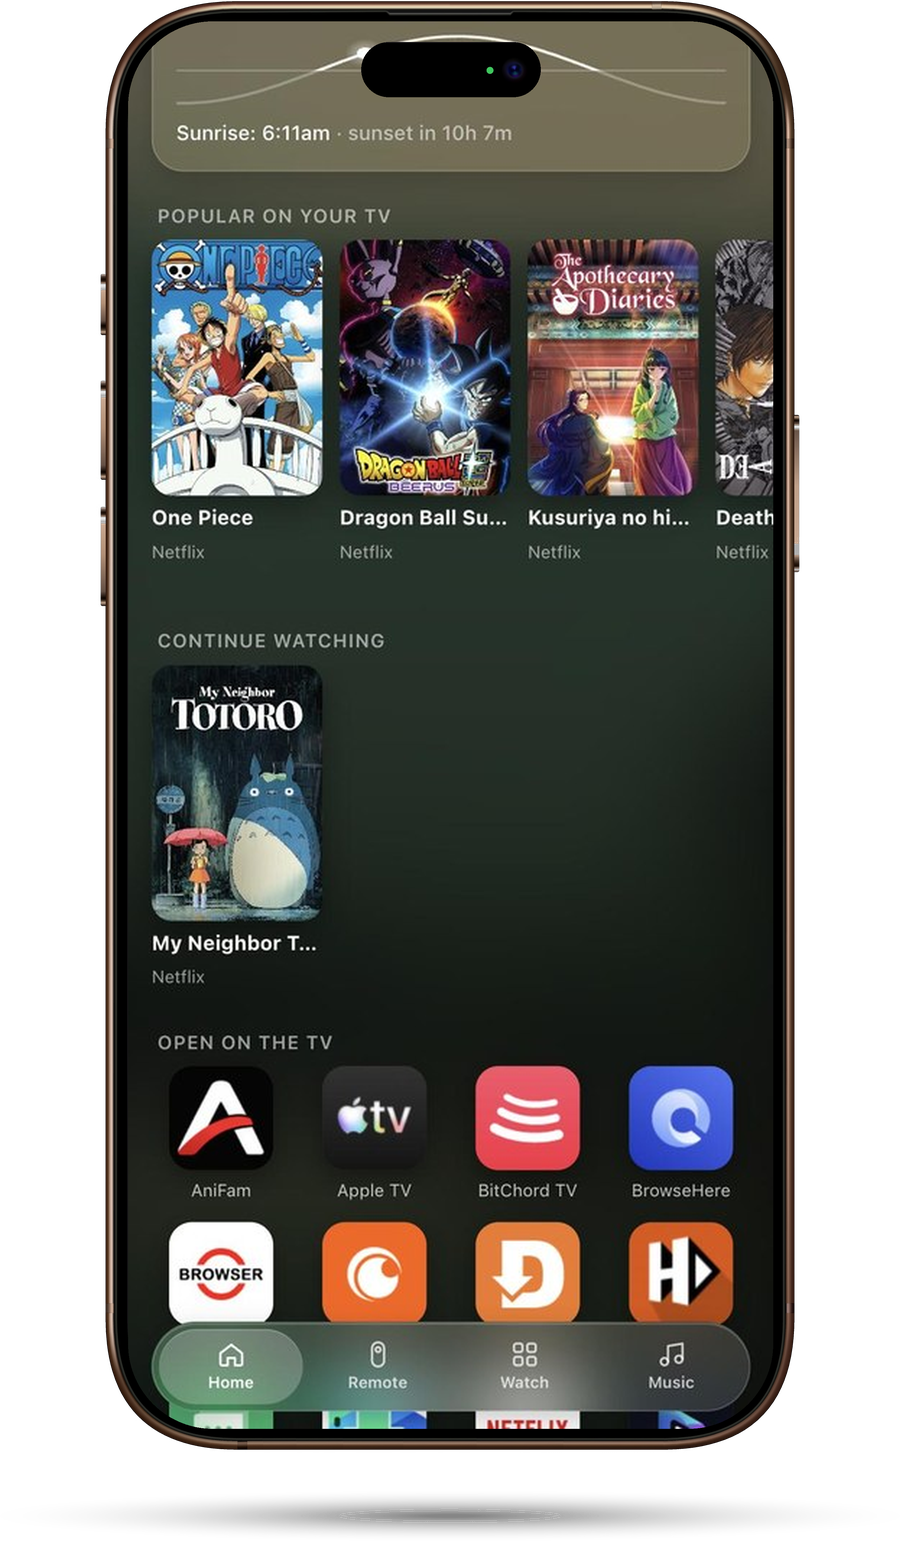 Sunrise: 6:11am · sunset in 10h 7m
POPULAR ON YOUR TV
ONE PIECE
The
Apothecary
Diaries
DRAGON BALL
BEERUS
One Piece
Dragon Ball Su...
Kusuriya no hi...
Death
Netflix
Netflix
Netflix
Netflix
CONTINUE WATCHING
My Neighbor
TOTORO
My Neighbor T...
Netflix
OPEN ON THE TV
tv
AniFam
Apple TV
BitChord TV
BrowseHere
BROWSER
D
H
Home
Remote
Watch
Music
NETFLIX